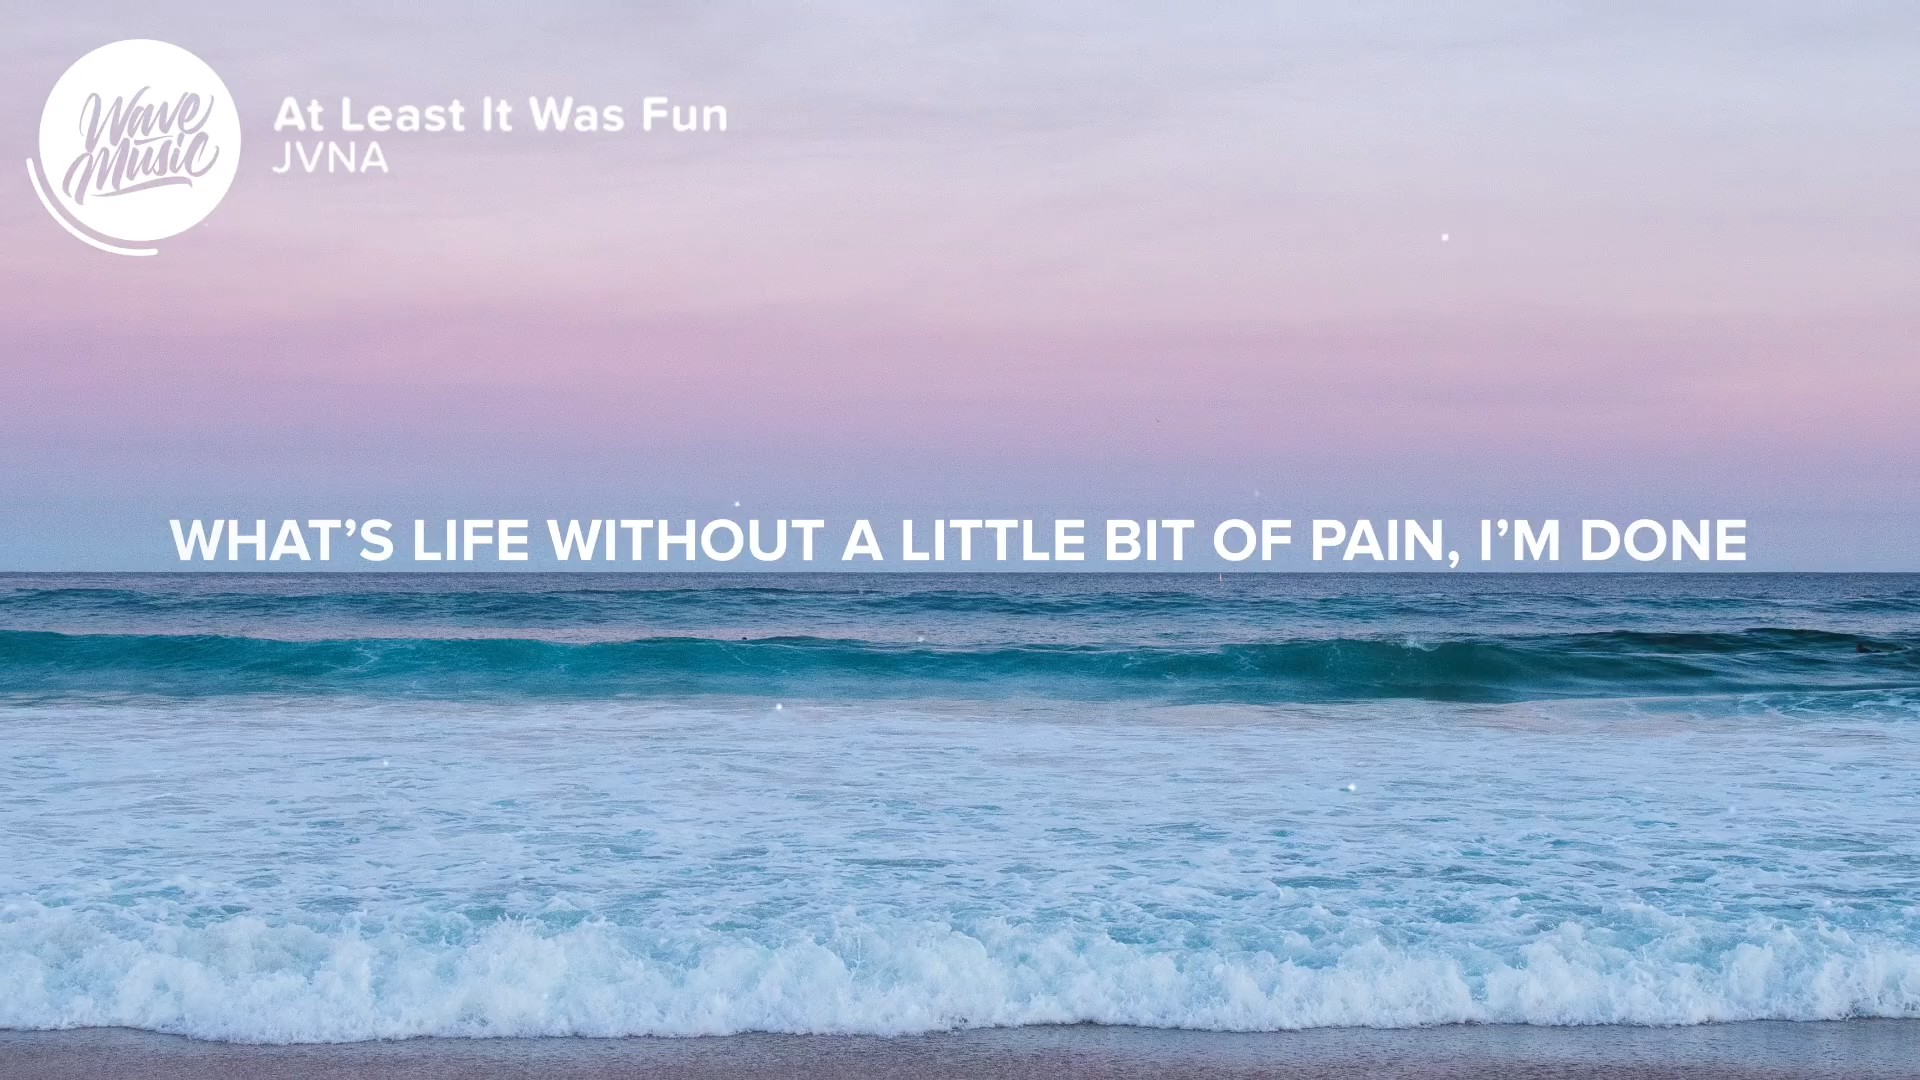 Wave
Music
At Least It Was Fun
JVNA
WHAT’S LIFE WITHOUT A LITTLE BIT OF PAIN, I’M DONE